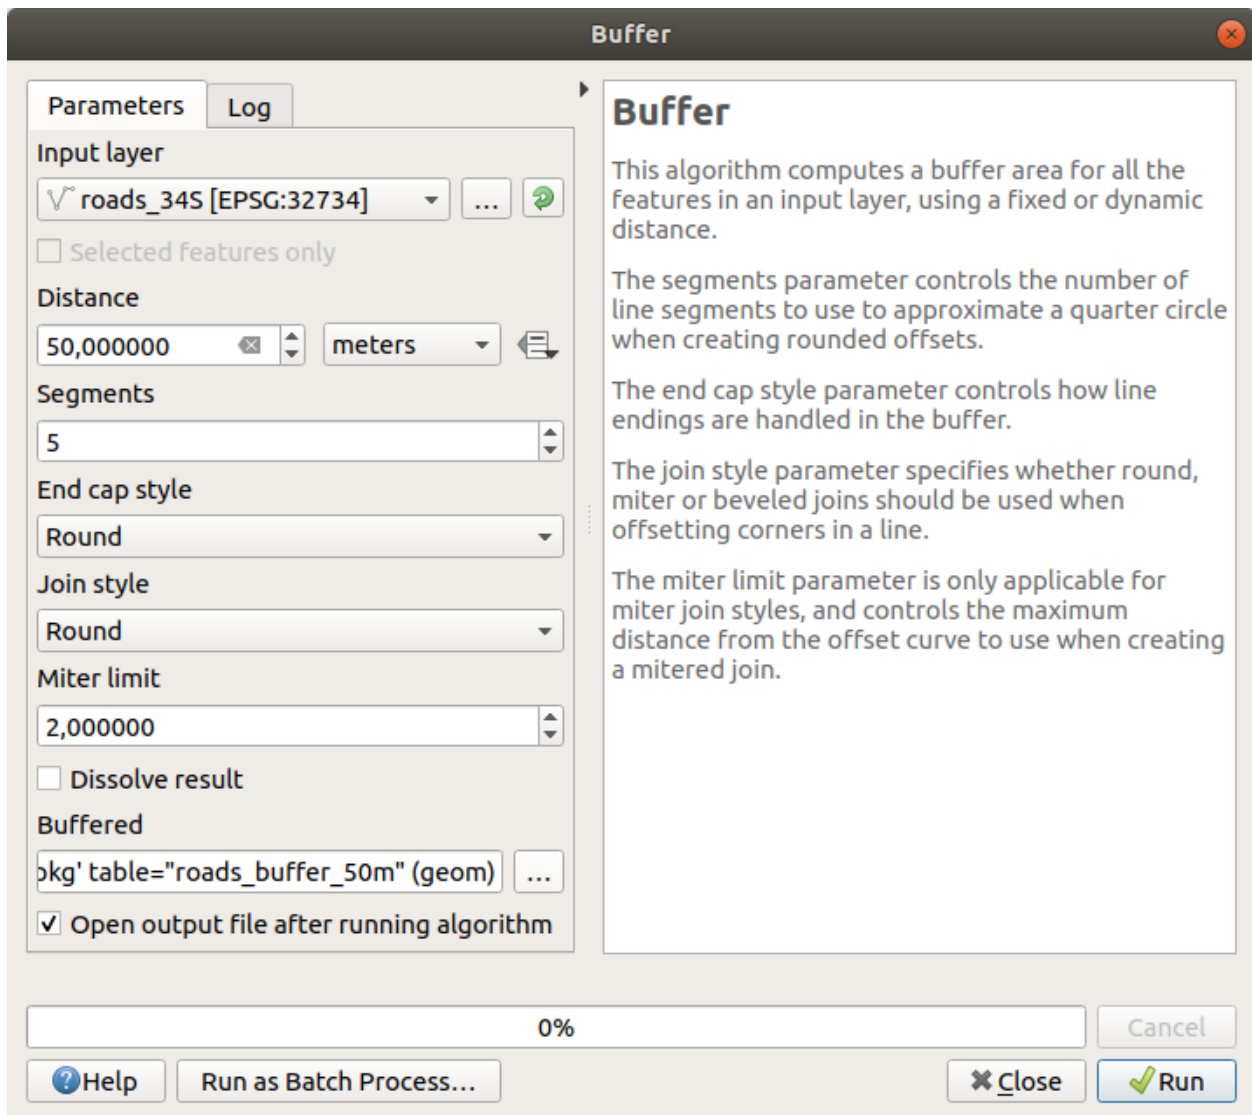 Buffer
Parameters
Log
Input layer
roads_34S [EPSG:32734]
...
Selected features only
Distance
50,000000
meters
Segments
5
End cap style
Round
Join style
Round
Miter limit
2,000000
Dissolve result
Buffered
okg' table="roads_buffer_50m" (geom)
...
Open output file after running algorithm
Buffer
This algorithm computes a buffer area for all the
features in an input layer, using a fixed or dynamic
distance.
The segments parameter controls the number of
line segments to use to approximate a quarter circle
when creating rounded offsets.
The end cap style parameter controls how line
endings are handled in the buffer.
The join style parameter specifies whether round,
miter or beveled joins should be used when
offsetting corners in a line.
The miter limit parameter is only applicable for
miter join styles, and controls the maximum
distance from the offset curve to use when creating
a mitered join.
0%
Cancel
Help
Run as Batch Process...
Close
Run